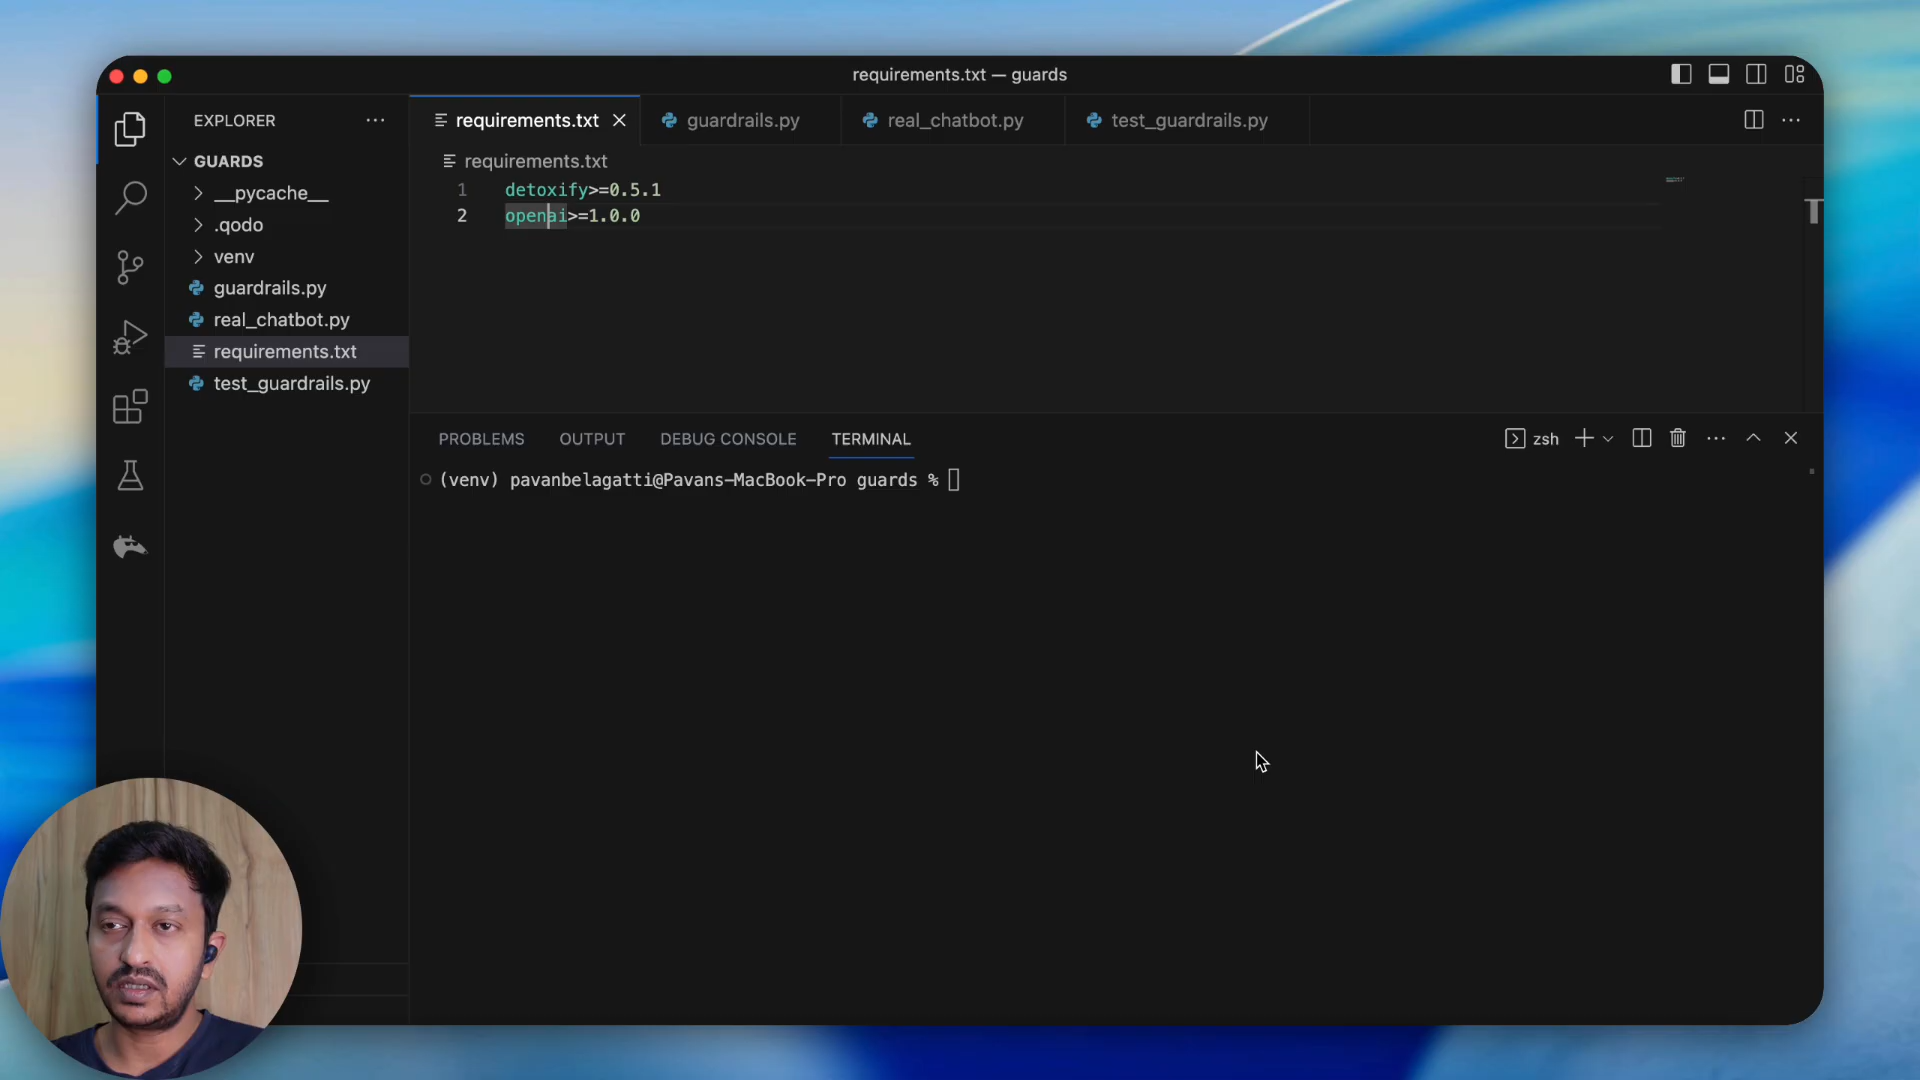 requirements.txt — guards
EXPLORER
requirements.txt
guardrails.py
real_chatbot.py
test_guardrails.py
GUARDS
__pycache__
.qodo
venv
guardrails.py
real_chatbot.py
requirements.txt
test_guardrails.py
requirements.txt
1 detoxify>=0.5.1
2 openai>=1.0.0
PROBLEMS OUTPUT DEBUG CONSOLE TERMINAL
zsh
(venv) pavanbelagatti@Pavans-MacBook-Pro guards %